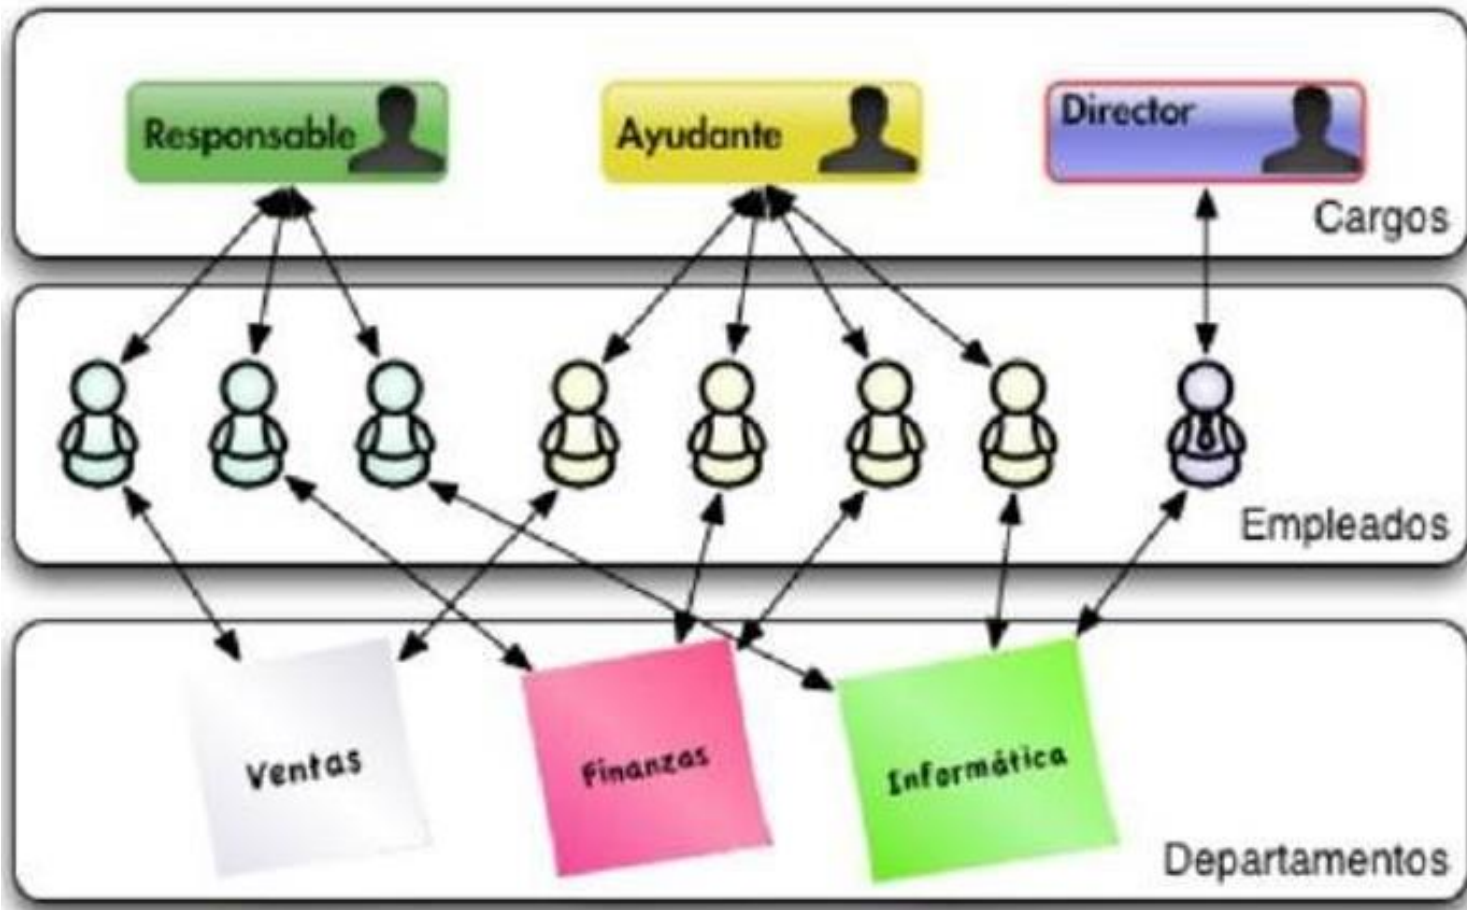 Responsable
Ayudante
Director
Cargos
Empleados
Ventas
Finanzas
Informática
Departamentos